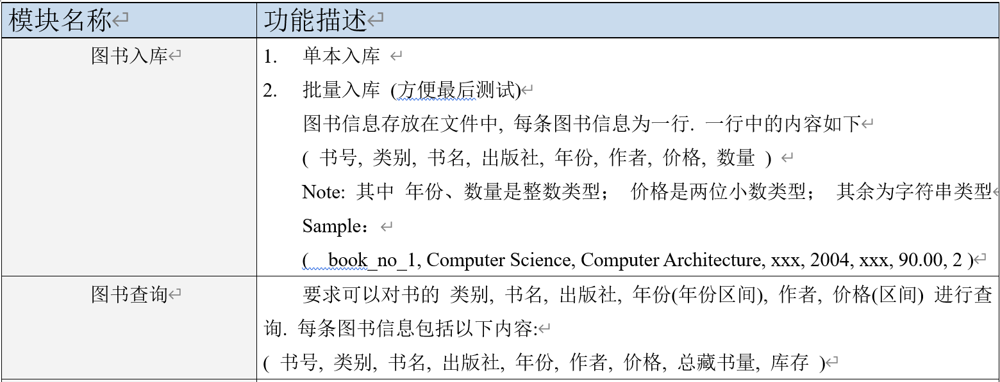 模块名称
功能描述
图书入库
1. 单本入库
2. 批量入库 (方便最后测试)
图书信息存放在文件中, 每条图书信息为一行. 一行中的内容如下
( 书号, 类别, 书名, 出版社, 年份, 作者, 价格, 数量 )
Note: 其中 年份、数量是整数类型； 价格是两位小数类型； 其余为字符串类型
Sample：
( book_no_1, Computer Science, Computer Architecture, xxx, 2004, xxx, 90.00, 2 )
图书查询
要求可以对书的 类别, 书名, 出版社, 年份(年份区间), 作者, 价格(区间) 进行查
询. 每条图书信息包括以下内容:
( 书号, 类别, 书名, 出版社, 年份, 作者, 价格, 总藏书量, 库存 )